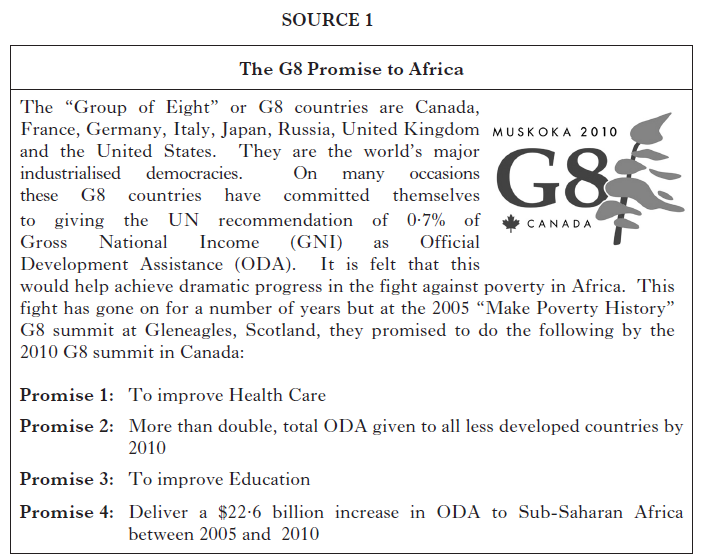 SOURCE 1
The G8 Promise to Africa
The “Group of Eight” or G8 countries are Canada,
France, Germany, Italy, Japan, Russia, United Kingdom
and the United States. They are the world’s major
industrialised democracies. On many occasions
these G8 countries have committed themselves
to giving the UN recommendation of 0·7% of
Gross National Income (GNI) as Official
Development Assistance (ODA). It is felt that this
would help achieve dramatic progress in the fight against poverty in Africa. This
fight has gone on for a number of years but at the 2005 “Make Poverty History”
G8 summit at Gleneagles, Scotland, they promised to do the following by the
2010 G8 summit in Canada:
MUSKOKA 2010
G8
CANADA
Promise 1: To improve Health Care
Promise 2: More than double, total ODA given to all less developed countries by
2010
Promise 3: To improve Education
Promise 4: Deliver a $22·6 billion increase in ODA to Sub-Saharan Africa
between 2005 and 2010